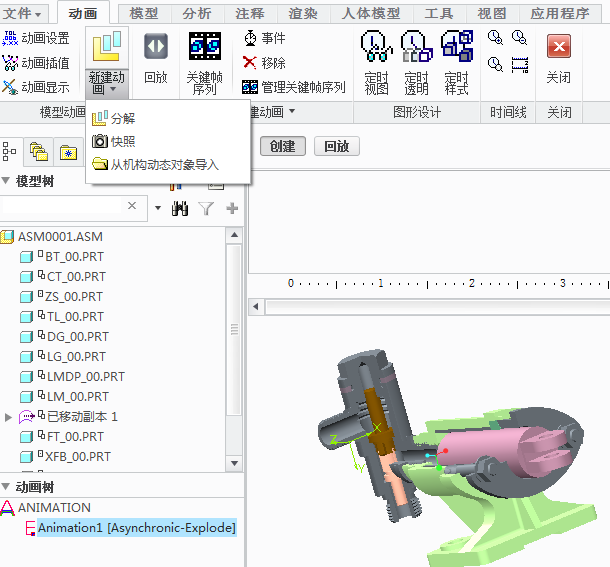 文件 动画 模型 分析 注释 渲染 人体模型 工具 视图 应用程序
动画设置
动画插值
动画显示
新建动
画
回放
关键帧
序列
事件
移除
管理关键帧序列
定时
视图
定时
透明
定时
样式
关闭
模型动画
建动画
图形设计
时间线
关闭
分解
快照
从机构动态对象导入
创建 回放
模型树
ASM0001.ASM
BT_00.PRT
CT_00.PRT
ZS_00.PRT
TL_00.PRT
DG_00.PRT
LG_00.PRT
LMDP_00.PRT
LM_00.PRT
已移动副本 1
FT_00.PRT
XFB_00.PRT
动画树
ANIMATION
Animation1 [Asynchronic-Explode]
0 1 2 3
Z X
Y